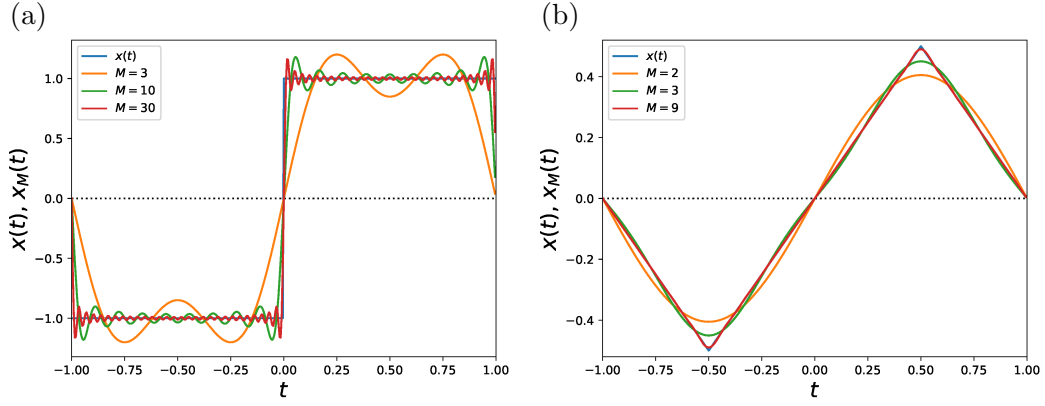 (a)
x(t), x_M(t)
1.0
0.5
0.0
−0.5
−1.0
x(t)
M = 3
M = 10
M = 30
−1.00 −0.75 −0.50 −0.25 0.00 0.25 0.50 0.75 1.00
t
(b)
x(t), x_M(t)
0.4
0.2
0.0
−0.2
−0.4
x(t)
M = 2
M = 3
M = 9
−1.00 −0.75 −0.50 −0.25 0.00 0.25 0.50 0.75 1.00
t